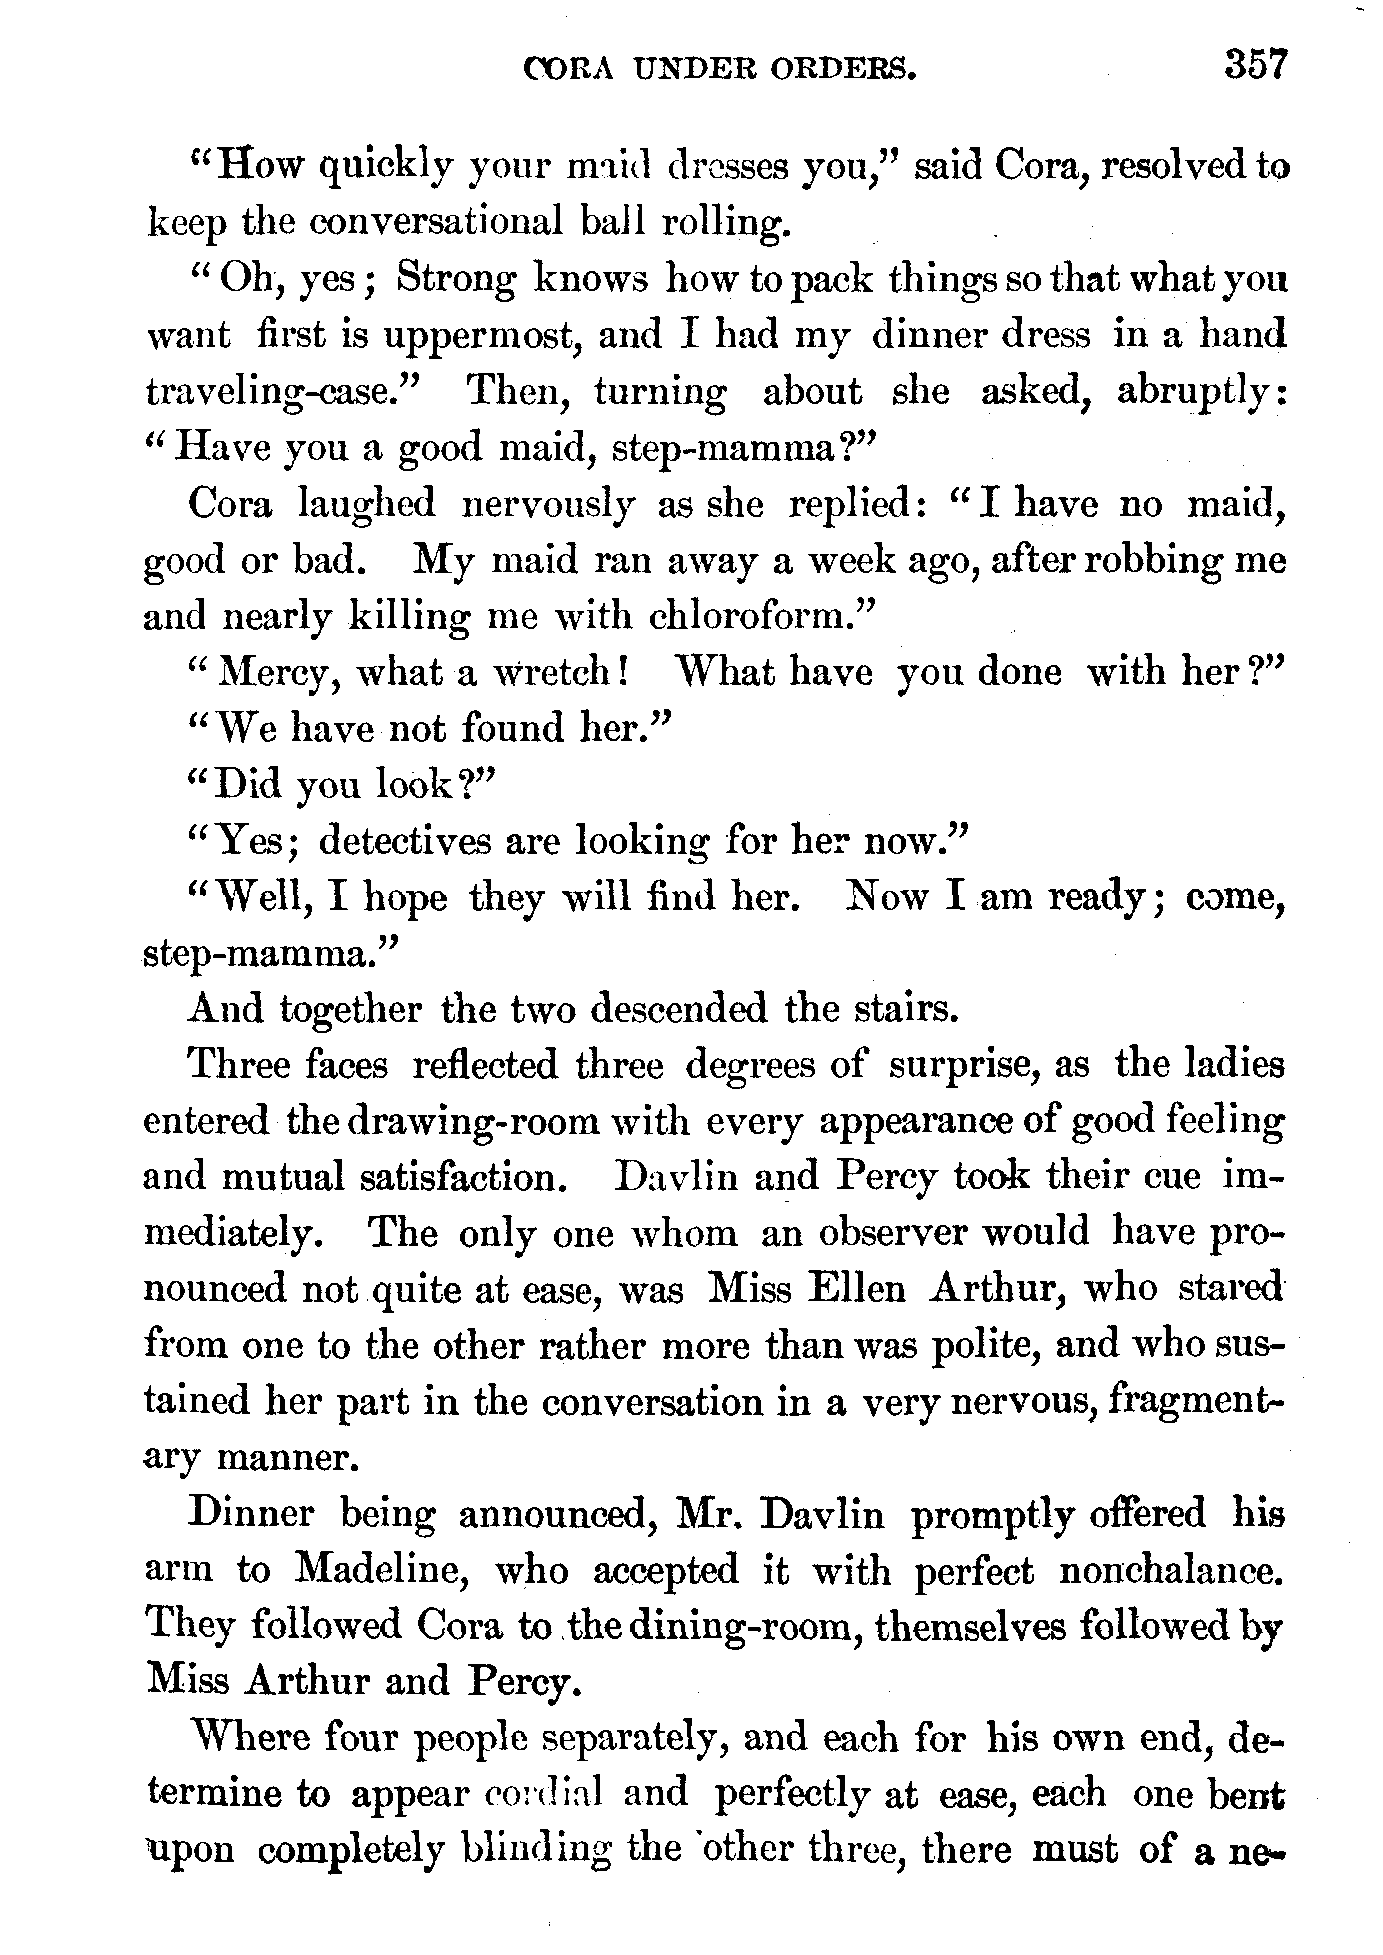 CORA UNDER ORDERS. 357
"How quickly your maid dresses you," said Cora, resolved to
keep the conversational ball rolling.
"Oh, yes; Strong knows how to pack things so that what you
want first is uppermost, and I had my dinner dress in a hand
traveling-case." Then, turning about she asked, abruptly:
"Have you a good maid, step-mamma?"
Cora laughed nervously as she replied: "I have no maid,
good or bad. My maid ran away a week ago, after robbing me
and nearly killing me with chloroform."
"Mercy, what a wretch! What have you done with her?"
"We have not found her."
"Did you look?"
"Yes; detectives are looking for her now."
"Well, I hope they will find her. Now I am ready; come,
step-mamma."
And together the two descended the stairs.
Three faces reflected three degrees of surprise, as the ladies
entered the drawing-room with every appearance of good feeling
and mutual satisfaction. Davlin and Percy took their cue im-
mediately. The only one whom an observer would have pro-
nounced not quite at ease, was Miss Ellen Arthur, who stared
from one to the other rather more than was polite, and who sus-
tained her part in the conversation in a very nervous, fragment-
ary manner.
Dinner being announced, Mr. Davlin promptly offered his
arm to Madeline, who accepted it with perfect nonchalance.
They followed Cora to the dining-room, themselves followed by
Miss Arthur and Percy.
Where four people separately, and each for his own end, de-
termine to appear cordial and perfectly at ease, each one bent
upon completely blinding the other three, there must of a ne-